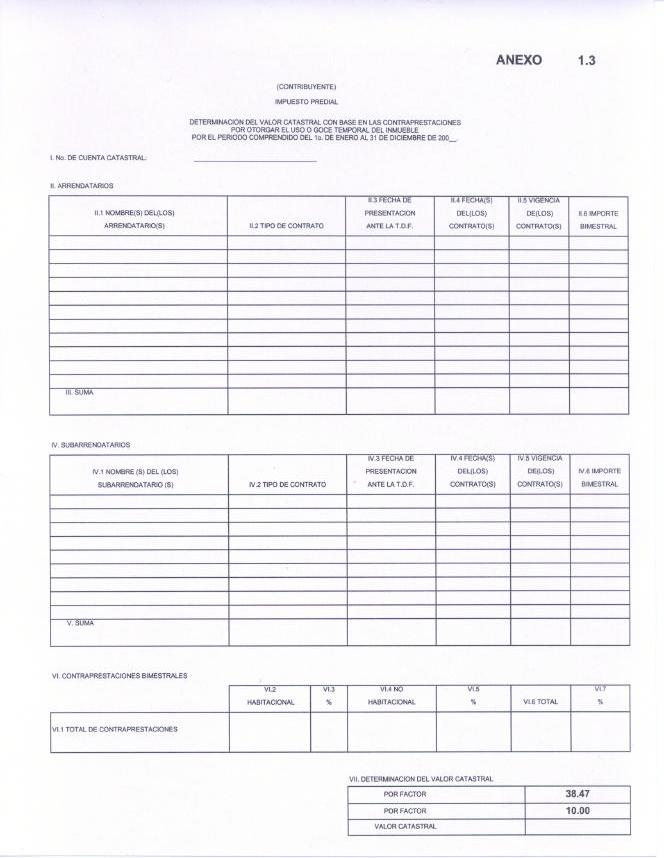 ANEXO 1.3
(CONTRIBUYENTE)
IMPUESTO PREDIAL
DETERMINACION DEL VALOR CATASTRAL CON BASE EN LAS CONTRAPRESTACIONES
POR OTORGAR EL USO O GOCE TEMPORAL DEL INMUEBLE
POR EL PERIODO COMPRENDIDO DEL 1o. DE ENERO AL 31 DE DICIEMBRE DE 200__.
I. No. DE CUENTA CATASTRAL:
II. ARRENDATARIOS
II.1 NOMBRE(S) DEL(LOS)
ARRENDATARIO(S)
II.2 TIPO DE CONTRATO
II.3 FECHA DE
PRESENTACION
ANTE LA T.D.F.
II.4 FECHA(S)
DEL(LOS)
CONTRATO(S)
II.5 VIGENCIA
DE(LOS)
CONTRATO(S)
II.6 IMPORTE
BIMESTRAL
III. SUMA
IV. SUBARRENDATARIOS
IV.1 NOMBRE (S) DEL (LOS)
SUBARRENDATARIO (S)
IV.2 TIPO DE CONTRATO
IV.3 FECHA DE
PRESENTACION
ANTE LA T.D.F.
IV.4 FECHA(S)
DEL(LOS)
CONTRATO(S)
IV.5 VIGENCIA
DE(LOS)
CONTRATO(S)
IV.6 IMPORTE
BIMESTRAL
V. SUMA
VI. CONTRAPRESTACIONES BIMESTRALES
VI.2
HABITACIONAL
VI.3
%
VI.4 NO
HABITACIONAL
VI.5
%
VI.6 TOTAL
VI.7
%
VI.1 TOTAL DE CONTRAPRESTACIONES
VII. DETERMINACION DEL VALOR CATASTRAL
POR FACTOR 38.47
POR FACTOR 10.00
VALOR CATASTRAL